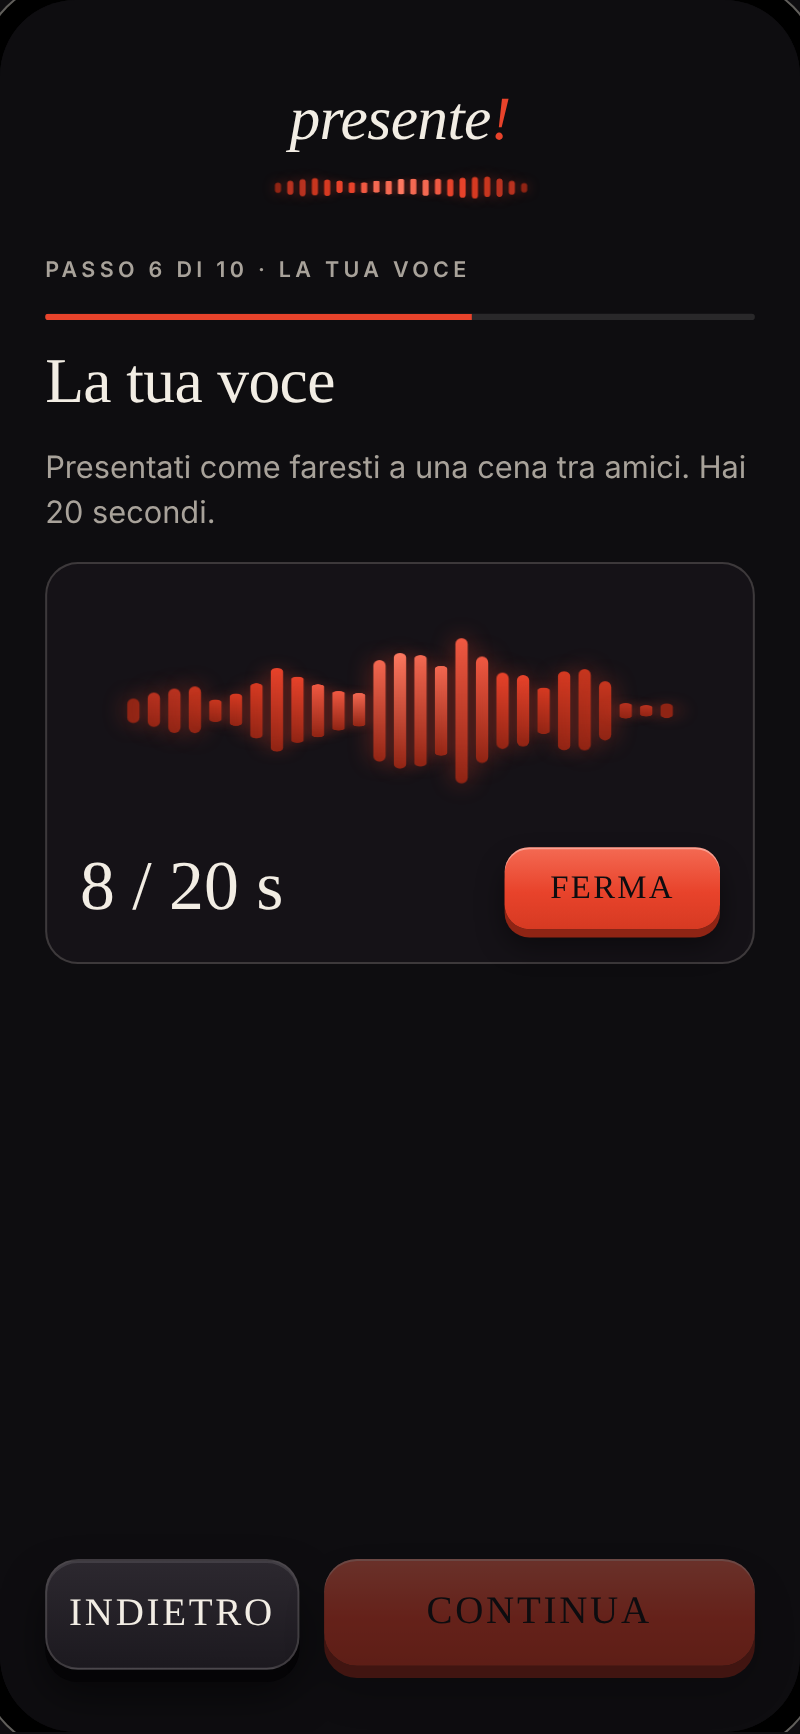 presente!
PASSO 6 DI 10 · LA TUA VOCE
La tua voce
Presentati come faresti a una cena tra amici. Hai
20 secondi.
8 / 20 s
FERMA
INDIETRO
CONTINUA